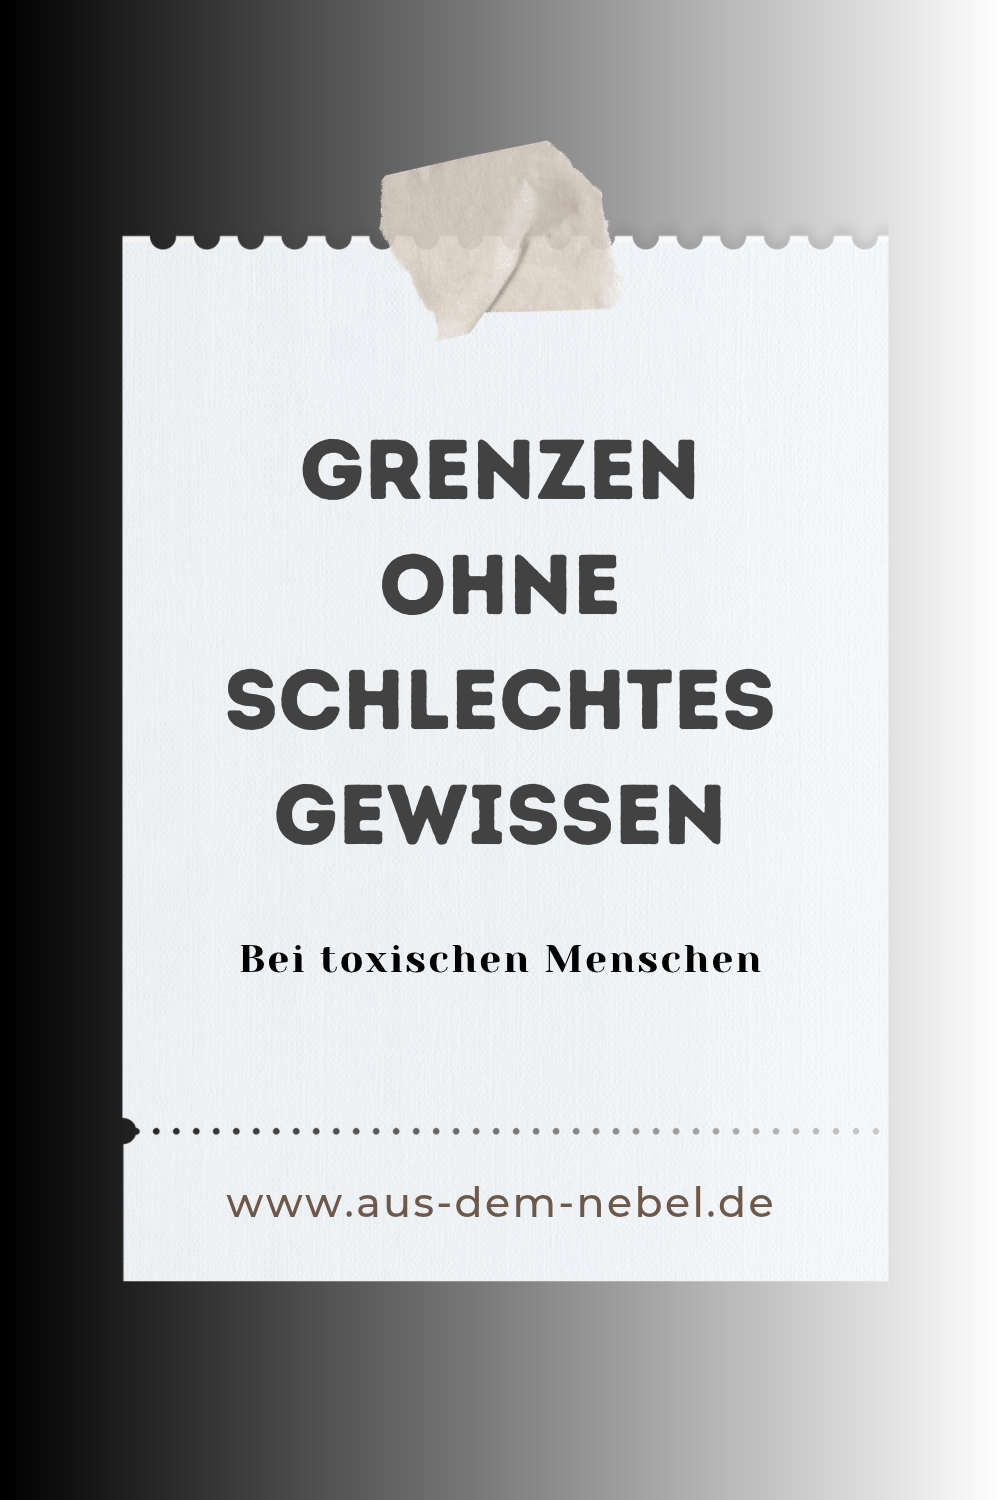 GRENZEN
OHNE
SCHLECHTES
GEWISSEN
Bei toxischen Menschen
www.aus-dem-nebel.de